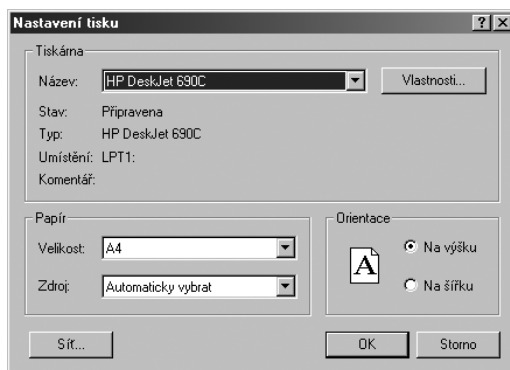 Nastavení tisku
Tiskárna
Název: HP DeskJet 690C Vlastnosti...
Stav: Připravena
Typ: HP DeskJet 690C
Umístění: LPT1:
Komentář:
Papír
Velikost: A4
Zdroj: Automaticky vybrat
Orientace
A
Na výšku
Na šířku
Síť... OK Storno